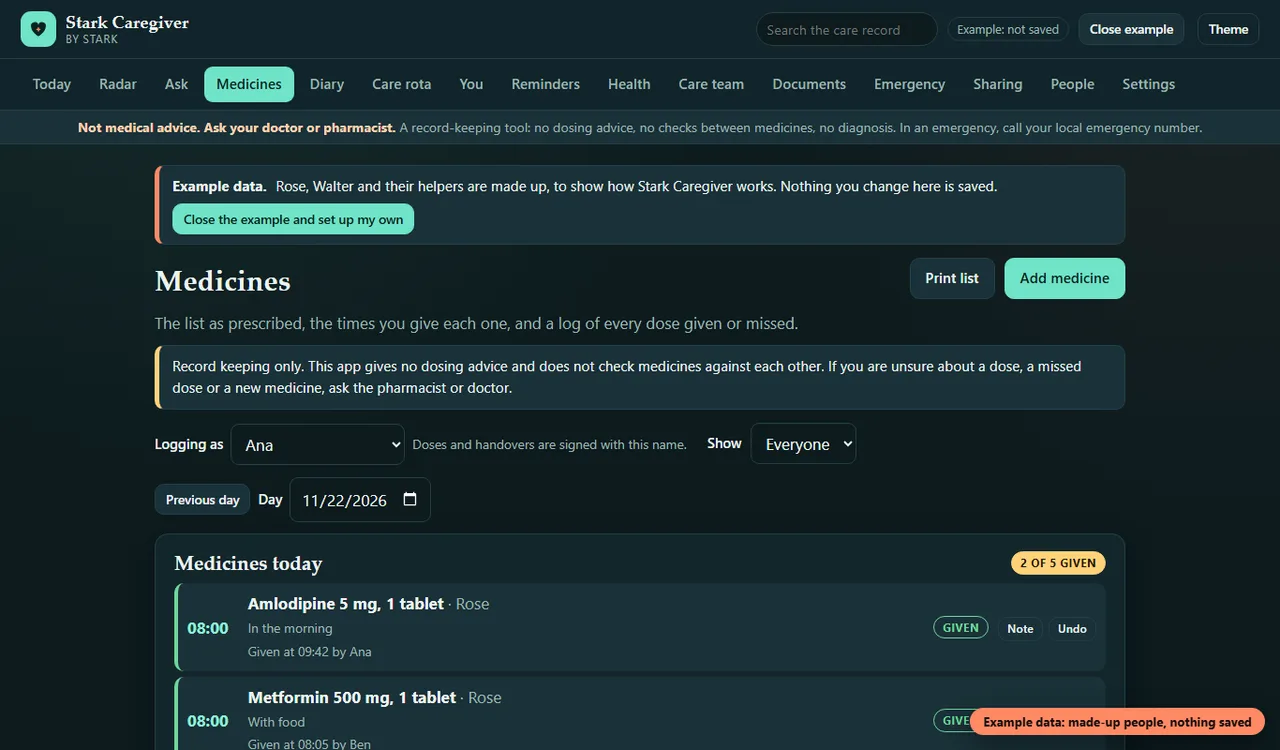 Stark Caregiver
BY STARK
Search the care record
Example: not saved
Close example
Theme
Today
Radar
Ask
Medicines
Diary
Care rota
You
Reminders
Health
Care team
Documents
Emergency
Sharing
People
Settings
Not medical advice. Ask your doctor or pharmacist. A record-keeping tool: no dosing advice, no checks between medicines, no diagnosis. In an emergency, call your local emergency number.
Example data. Rose, Walter and their helpers are made up, to show how Stark Caregiver works. Nothing you change here is saved.
Close the example and set up my own
Medicines
Print list
Add medicine
The list as prescribed, the times you give each one, and a log of every dose given or missed.
Record keeping only. This app gives no dosing advice and does not check medicines against each other. If you are unsure about a dose, a missed
dose or a new medicine, ask the pharmacist or doctor.
Logging as
Ana
Doses and handovers are signed with this name.
Show
Everyone
Previous day
Day
11/22/2026
Medicines today
2 OF 5 GIVEN
08:00
Amlodipine 5 mg, 1 tablet · Rose
In the morning
Given at 09:42 by Ana
GIVEN
Note
Undo
08:00
Metformin 500 mg, 1 tablet · Rose
With food
Given at 08:05 by Ben
Example data: made-up people, nothing saved